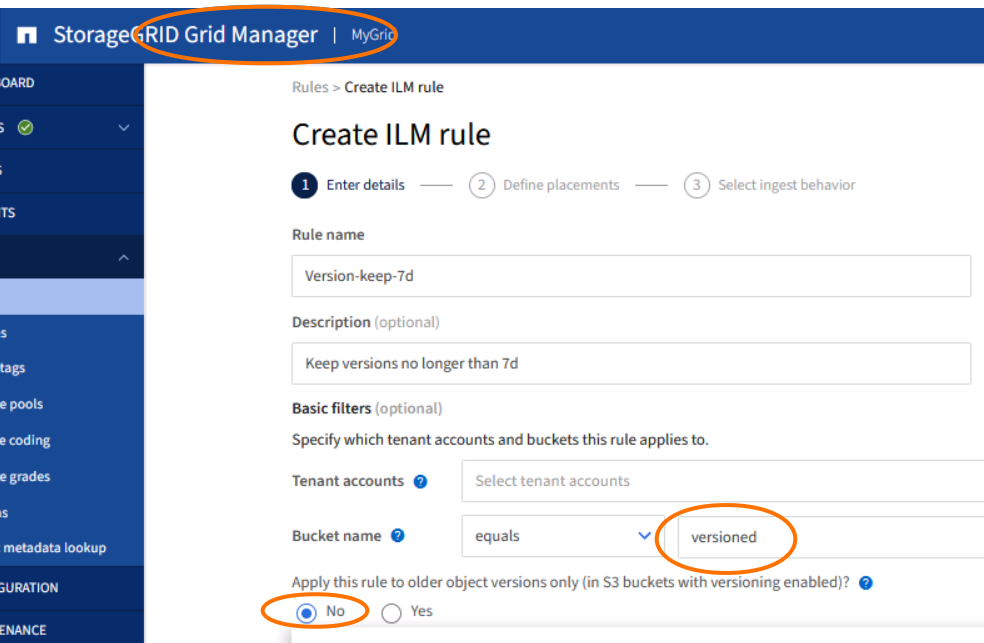 StorageGRID Grid Manager | MyGrid
OARD
S
S
NTS
s
tags
e pools
e coding
e grades
ns
metadata lookup
GURATION
ENANCE
Rules > Create ILM rule
Create ILM rule
1 Enter details 2 Define placements 3 Select ingest behavior
Rule name
Version-keep-7d
Description (optional)
Keep versions no longer than 7d
Basic filters (optional)
Specify which tenant accounts and buckets this rule applies to.
Tenant accounts ? Select tenant accounts
Bucket name ? equals versioned
Apply this rule to older object versions only (in S3 buckets with versioning enabled)? ?
No Yes